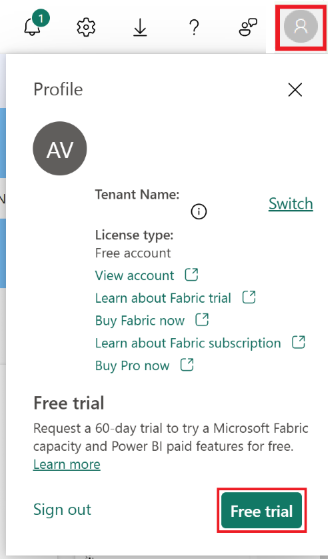 1
?
Profile
AV
Tenant Name:
Switch
License type:
Free account
View account
Learn about Fabric trial
Buy Fabric now
Learn about Fabric subscription
Buy Pro now
Free trial
Request a 60-day trial to try a Microsoft Fabric
capacity and Power BI paid features for free.
Learn more
Sign out
Free trial